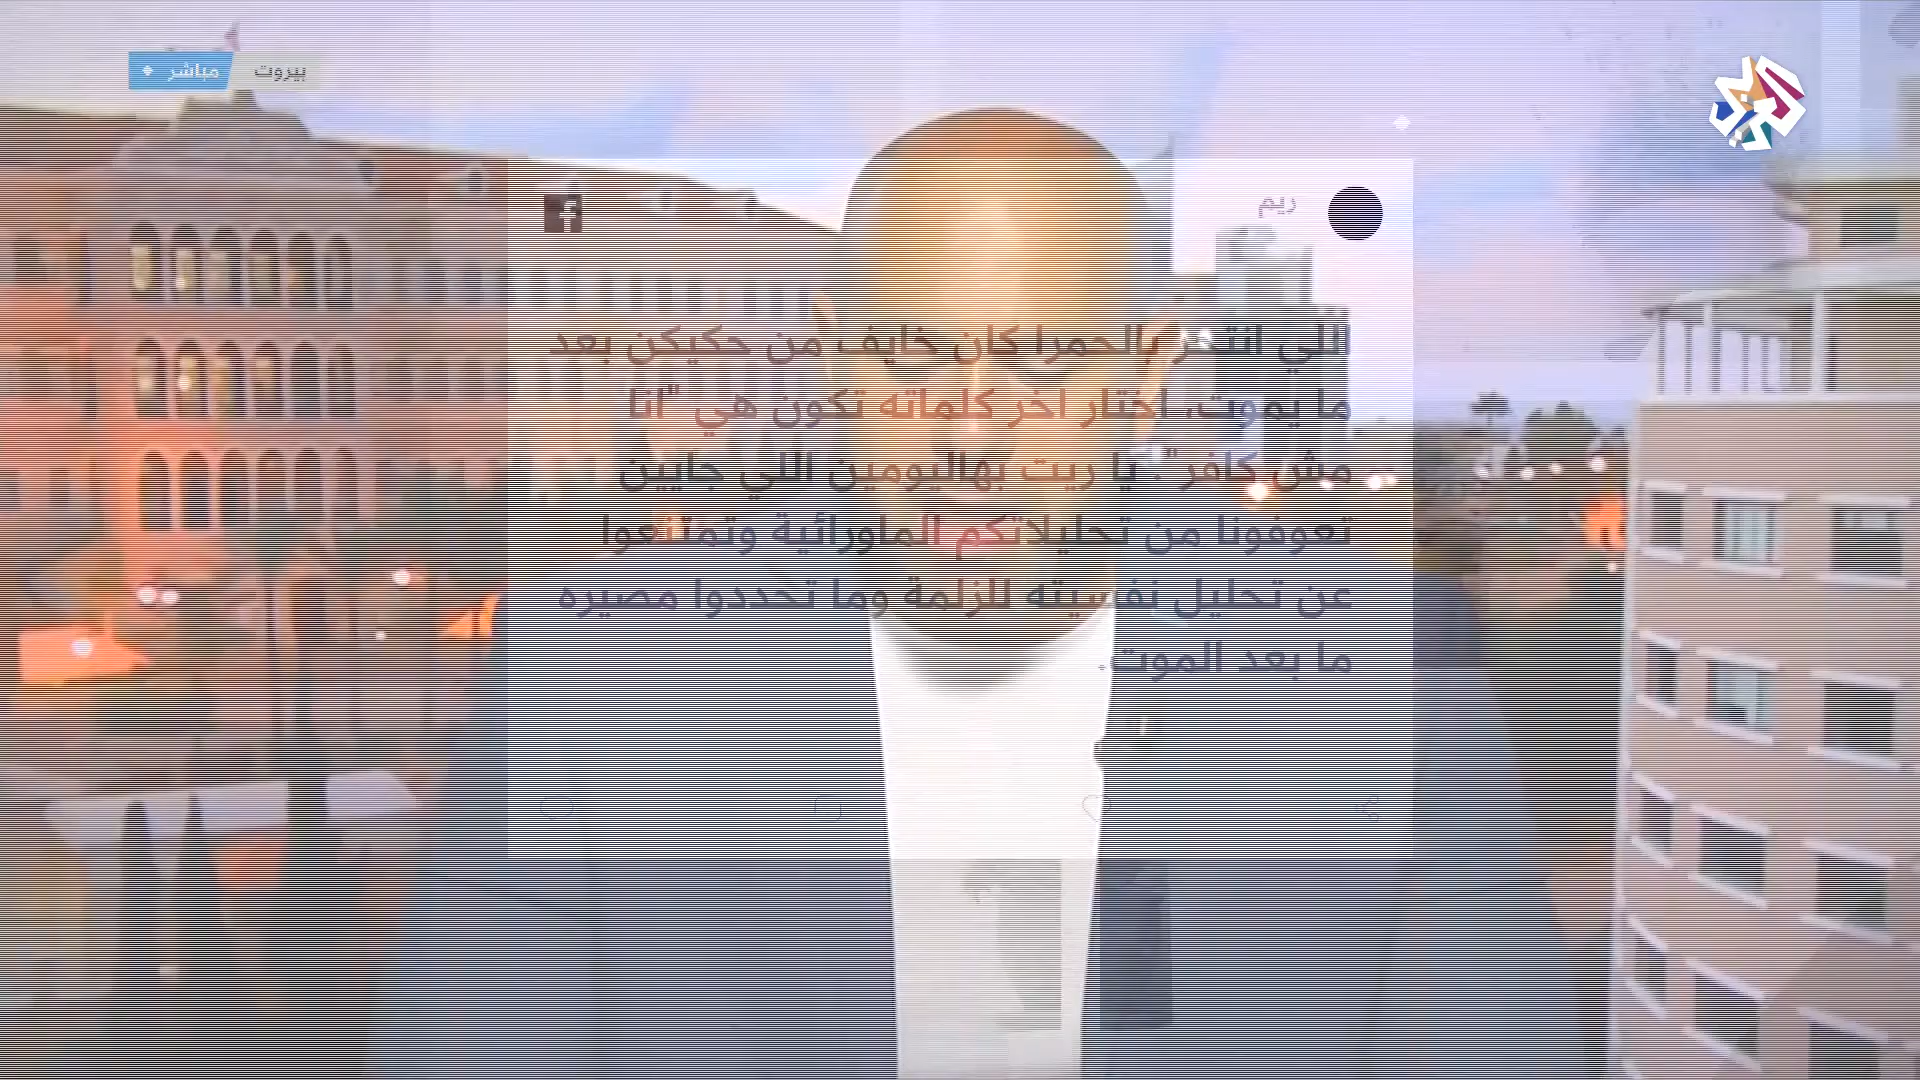 بيروت
مباشر
ريم
اللي انتحر بالحمرا كان خايف من حكيكن بعد
ما يموت، اختار اخر كلماته تكون هي "انا
مش كافر". يا ريت بهاليومين اللي جايين
تعوفونا من تحليلاتكم الماورائية وتمتنعوا
عن تحليل نفسيته للزلمة وما تحددوا مصيره
ما بعد الموت.